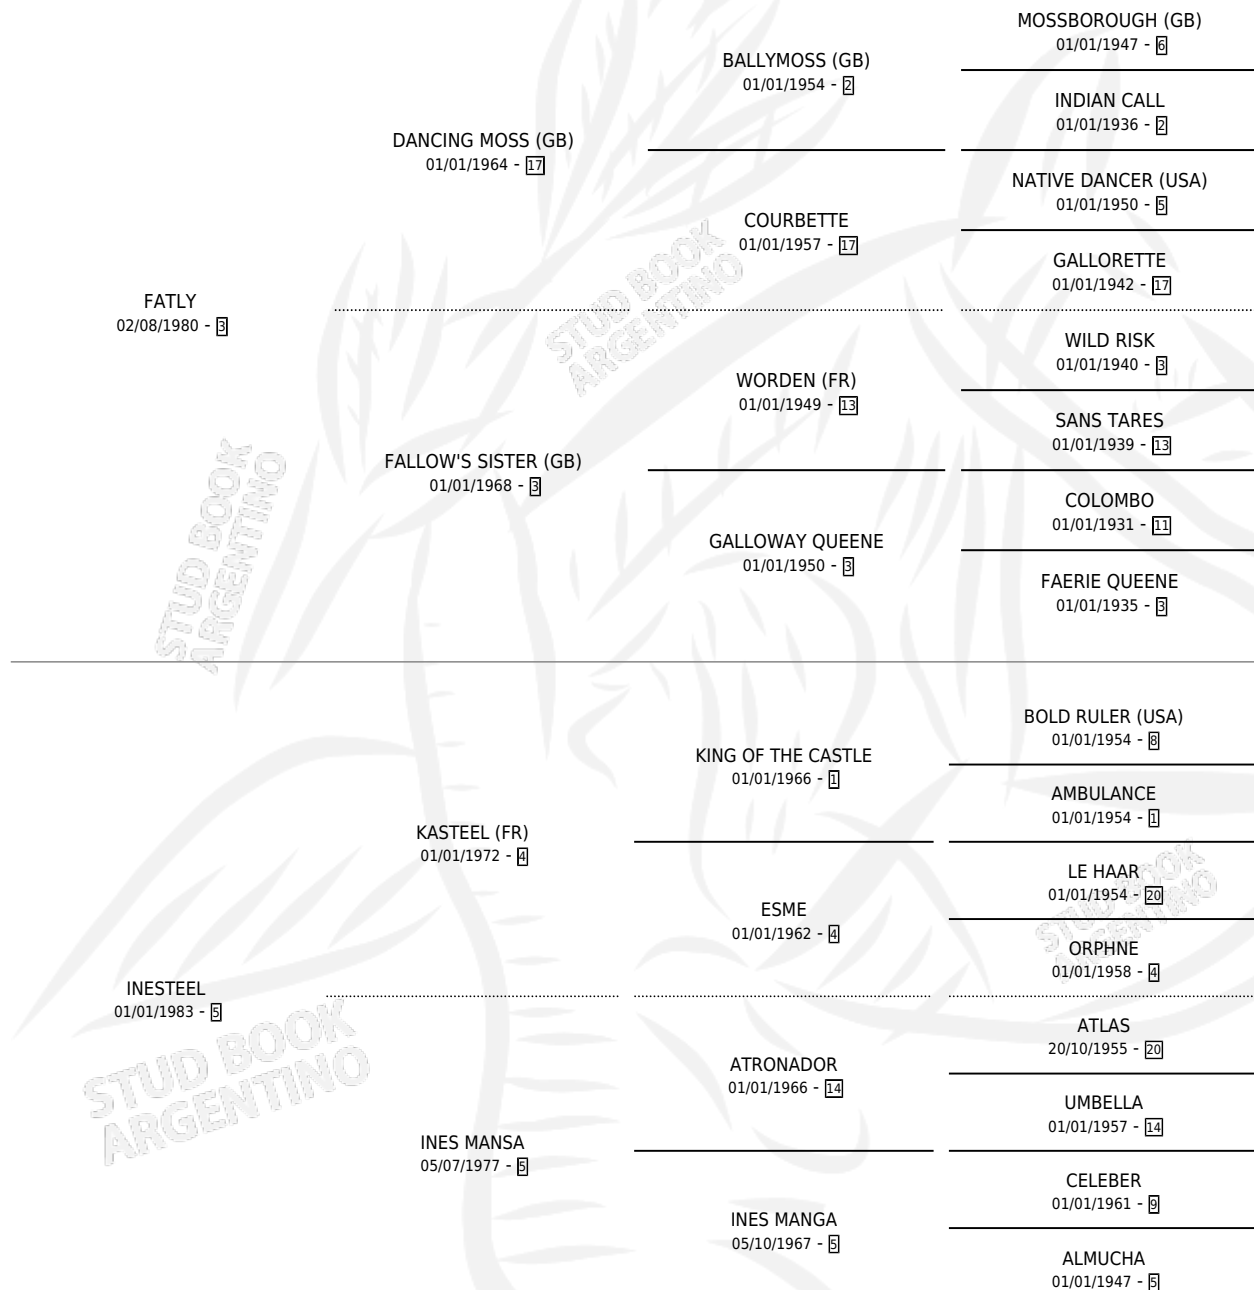 MOSSBOROUGH (GB)
01/01/1947 - 6
BALLYMOSS (GB)
01/01/1954 - 2
INDIAN CALL
01/01/1936 - 2
DANCING MOSS (GB)
01/01/1964 - 17
NATIVE DANCER (USA)
01/01/1950 - 5
COURBETTE
01/01/1957 - 17
GALLORETTE
01/01/1942 - 17
FATLY
02/08/1980 - 3
STUD BOOK
ARGENTINO
WILD RISK
01/01/1940 - 3
WORDEN (FR)
01/01/1949 - 13
SANS TARES
01/01/1939 - 13
FALLOW'S SISTER (GB)
01/01/1968 - 3
COLOMBO
01/01/1931 - 11
GALLOWAY QUEENE
01/01/1950 - 3
FAERIE QUEENE
01/01/1935 - 3
STUD BOOK
ARGENTINO
BOLD RULER (USA)
01/01/1954 - 8
KING OF THE CASTLE
01/01/1966 - 1
AMBULANCE
01/01/1954 - 1
KASTEEL (FR)
01/01/1972 - 4
LE HAAR
01/01/1954 - 20
ESME
01/01/1962 - 4
STUD BOOK
ARGENTINO
ORPHNE
01/01/1958 - 4
INESTEEL
01/01/1983 - 5
STUD BOOK
ARGENTINO
ATLAS
20/10/1955 - 20
ATRONADOR
01/01/1966 - 14
UMBELLA
01/01/1957 - 14
INES MANSA
05/07/1977 - 5
CELEBER
01/01/1961 - 9
INES MANGA
05/10/1967 - 5
ALMUCHA
01/01/1947 - 5